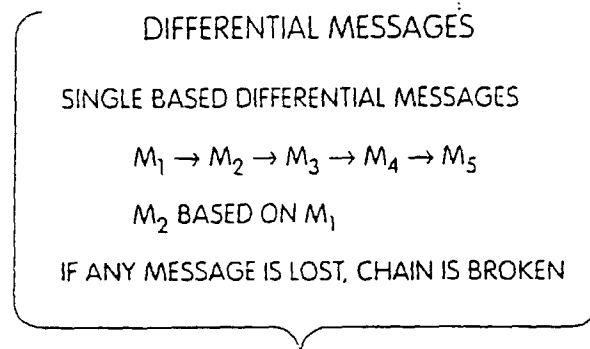 DIFFERENTIAL MESSAGES
SINGLE BASED DIFFERENTIAL MESSAGES
M₁ → M₂ → M₃ → M₄ → M₅
M₂ BASED ON M₁
IF ANY MESSAGE IS LOST, CHAIN IS BROKEN